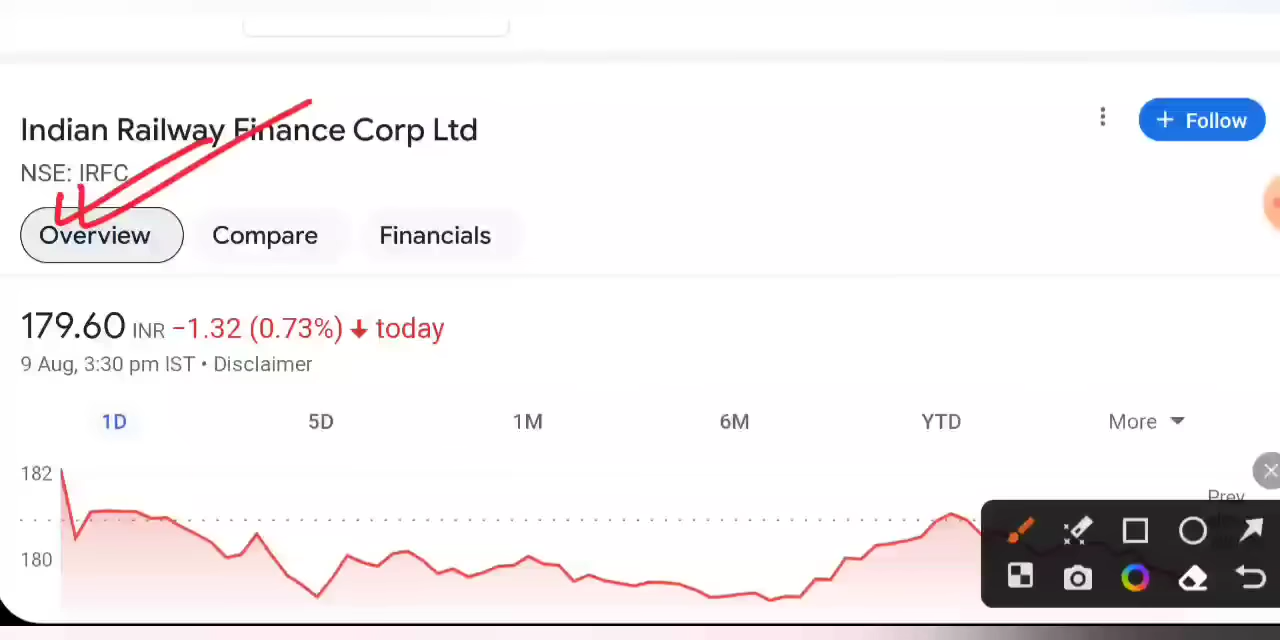 Indian Railway Finance Corp Ltd
+ Follow
NSE: IRFC
Overview Compare Financials
179.60 INR −1.32 (0.73%) ↓ today
9 Aug, 3:30 pm IST • Disclaimer
1D 5D 1M 6M YTD More
182
Prev
180